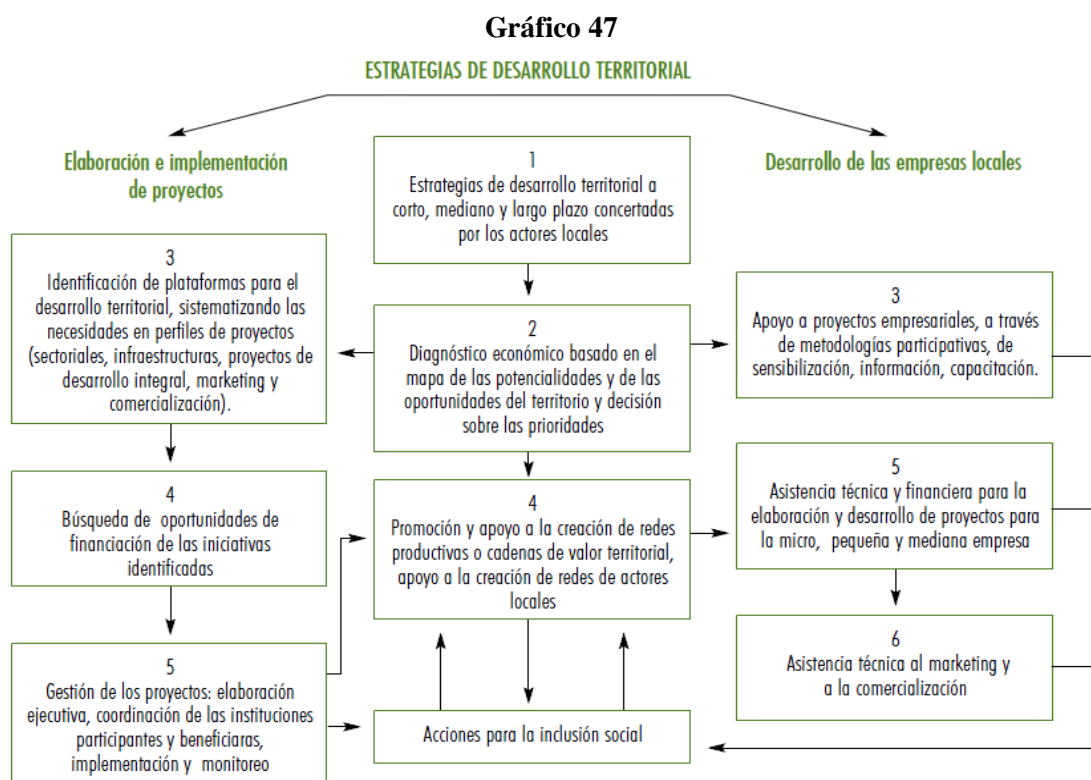 Gráfico 47
ESTRATEGIAS DE DESARROLLO TERRITORIAL
Elaboración e implementación
de proyectos
3
Identificación de plataformas para el
desarrollo territorial, sistematizando las
necesidades en perfiles de proyectos
(sectoriales, infraestructuras, proyectos de
desarrollo integral, marketing y
comercialización).
4
Búsqueda de oportunidades de
financiación de las iniciativas
identificadas
5
Gestión de los proyectos: elaboración
ejecutiva, coordinación de las instituciones
participantes y beneficiaras,
implementación y monitoreo
1
Estrategias de desarrollo territorial a
corto, mediano y largo plazo concertadas
por los actores locales
2
Diagnóstico económico basado en el
mapa de las potencialidades y de las
oportunidades del territorio y decisión
sobre las prioridades
4
Promoción y apoyo a la creación de redes
productivas o cadenas de valor territorial,
apoyo a la creación de redes de actores
locales
Acciones para la inclusión social
Desarrollo de las empresas locales
3
Apoyo a proyectos empresariales, a través
de metodologías participativas, de
sensibilización, información, capacitación.
5
Asistencia técnica y financiera para la
elaboración y desarrollo de proyectos para
la micro, pequeña y mediana empresa
6
Asistencia técnica al marketing y
a la comercialización